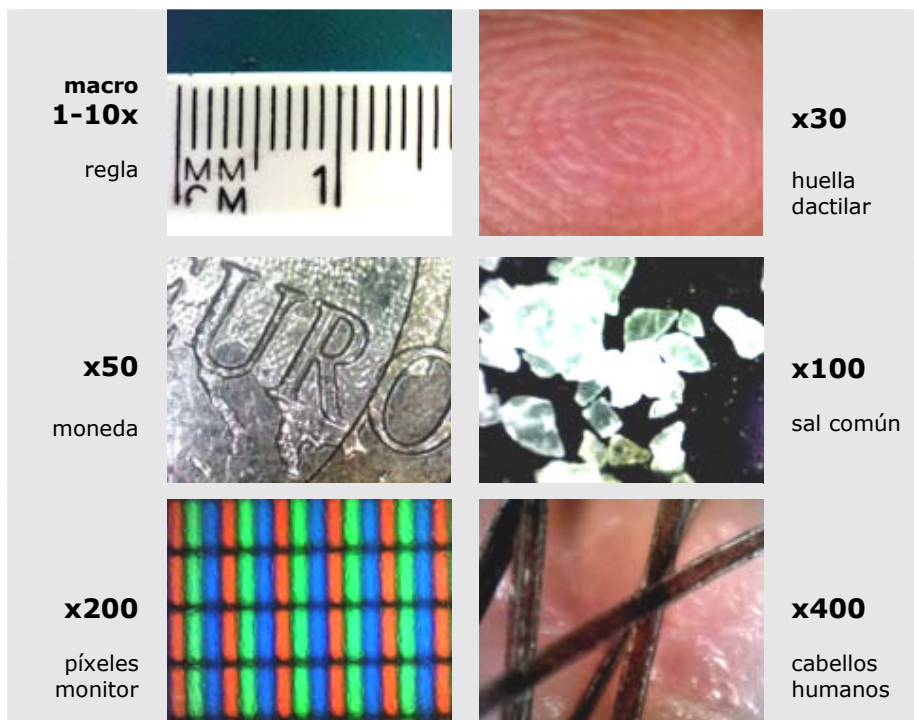 macro
1-10x
regla
MM
CM
1
x30
huella
dactilar
x50
moneda
URO
x100
sal común
x200
píxeles
monitor
x400
cabellos
humanos